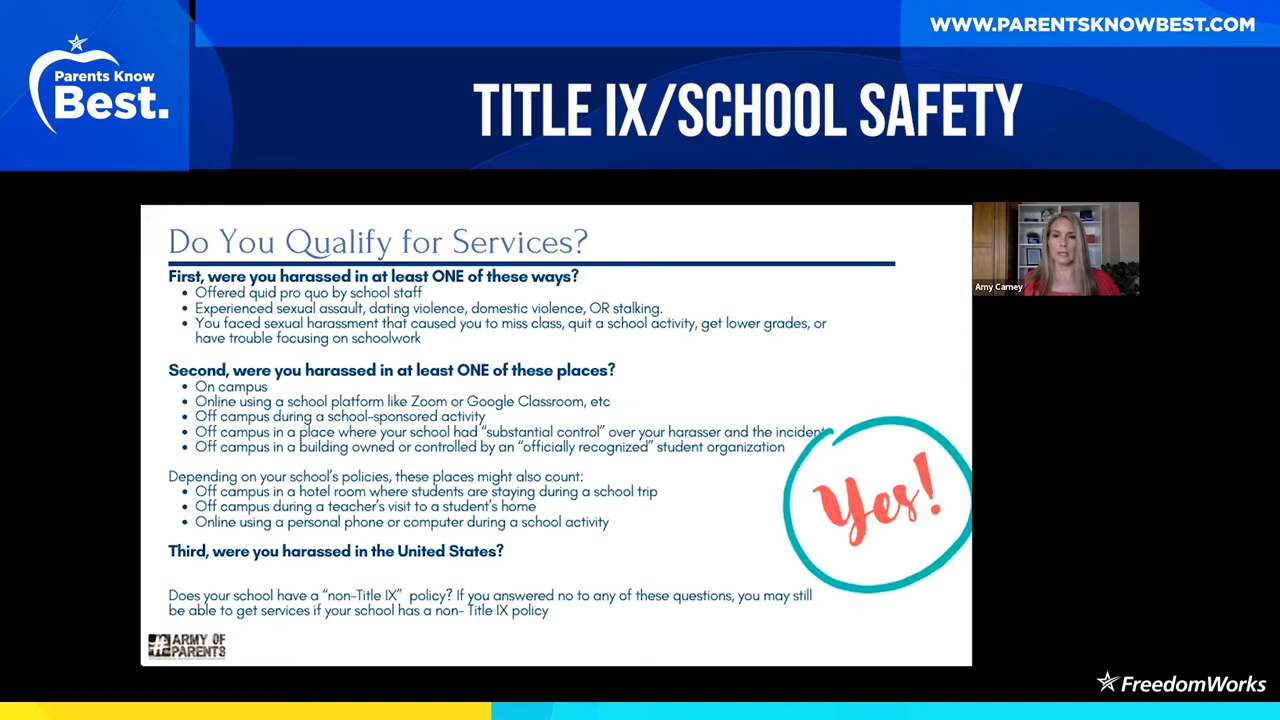 WWW.PARENTSKNOWBEST.COM
Parents Know
Best.
TITLE IX/SCHOOL SAFETY
Do You Qualify for Services?
First, were you harassed in at least ONE of these ways?
• Offered quid pro quo by school staff
• Experienced sexual assault, dating violence, domestic violence, OR stalking.
• You faced sexual harassment that caused you to miss class, quit a school activity, get lower grades, or
have trouble focusing on schoolwork
Second, were you harassed in at least ONE of these places?
• On campus
• Online using a school platform like Zoom or Google Classroom, etc
• Off campus during a school-sponsored activity
• Off campus in a place where your school had “substantial control” over your harasser and the incident
• Off campus in a building owned or controlled by an “officially recognized” student organization
Depending on your school’s policies, these places might also count:
• Off campus in a hotel room where students are staying during a school trip
• Off campus during a teacher’s visit to a student’s home
• Online using a personal phone or computer during a school activity
Third, were you harassed in the United States?
Does your school have a “non-Title IX” policy? If you answered no to any of these questions, you may still
be able to get services if your school has a non- Title IX policy
Yes!
# ARMY OF
PARENTS
Amy Carney
FreedomWorks